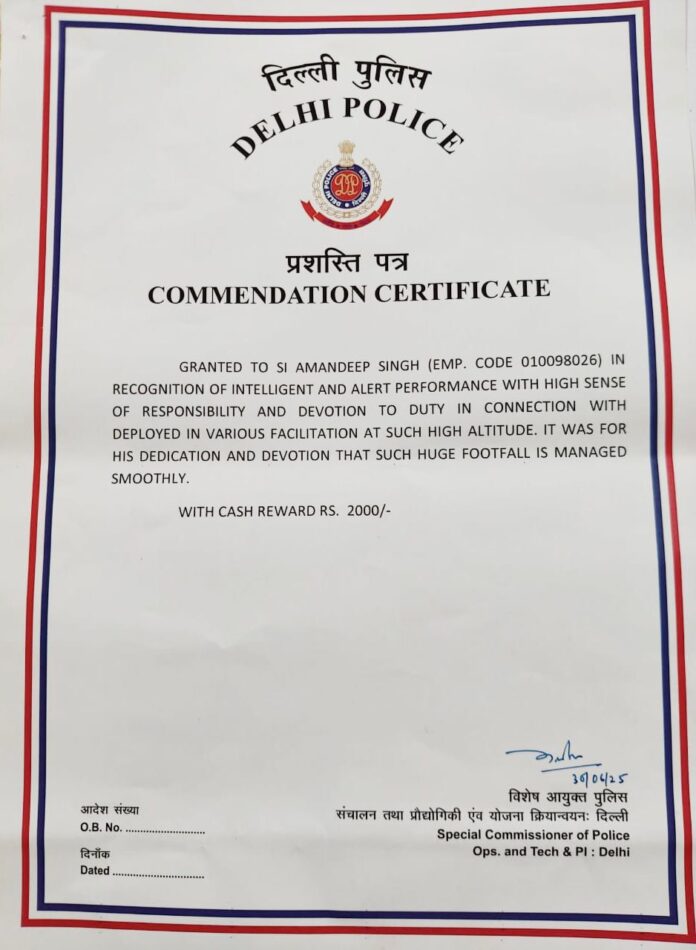 दिल्ली पुलिस
DELHI POLICE
DELHI POLICE
DP
दिल्ली पुलिस
प्रशस्ति पत्र
COMMENDATION CERTIFICATE
GRANTED TO SI AMANDEEP SINGH (EMP. CODE 010098026) IN
RECOGNITION OF INTELLIGENT AND ALERT PERFORMANCE WITH HIGH SENSE
OF RESPONSIBILITY AND DEVOTION TO DUTY IN CONNECTION WITH
DEPLOYED IN VARIOUS FACILITATION AT SUCH HIGH ALTITUDE. IT WAS FOR
HIS DEDICATION AND DEVOTION THAT SUCH HUGE FOOTFALL IS MANAGED
SMOOTHLY.
WITH CASH REWARD RS. 2000/-
30/06/25
विशेष आयुक्त पुलिस
संचालन तथा प्रौद्योगिकी एंव योजना क्रियान्वयनः दिल्ली
Special Commissioner of Police
Ops. and Tech & PI : Delhi
आदेश संख्या
O.B. No. ..........................
दिनाँक
Dated ..............................